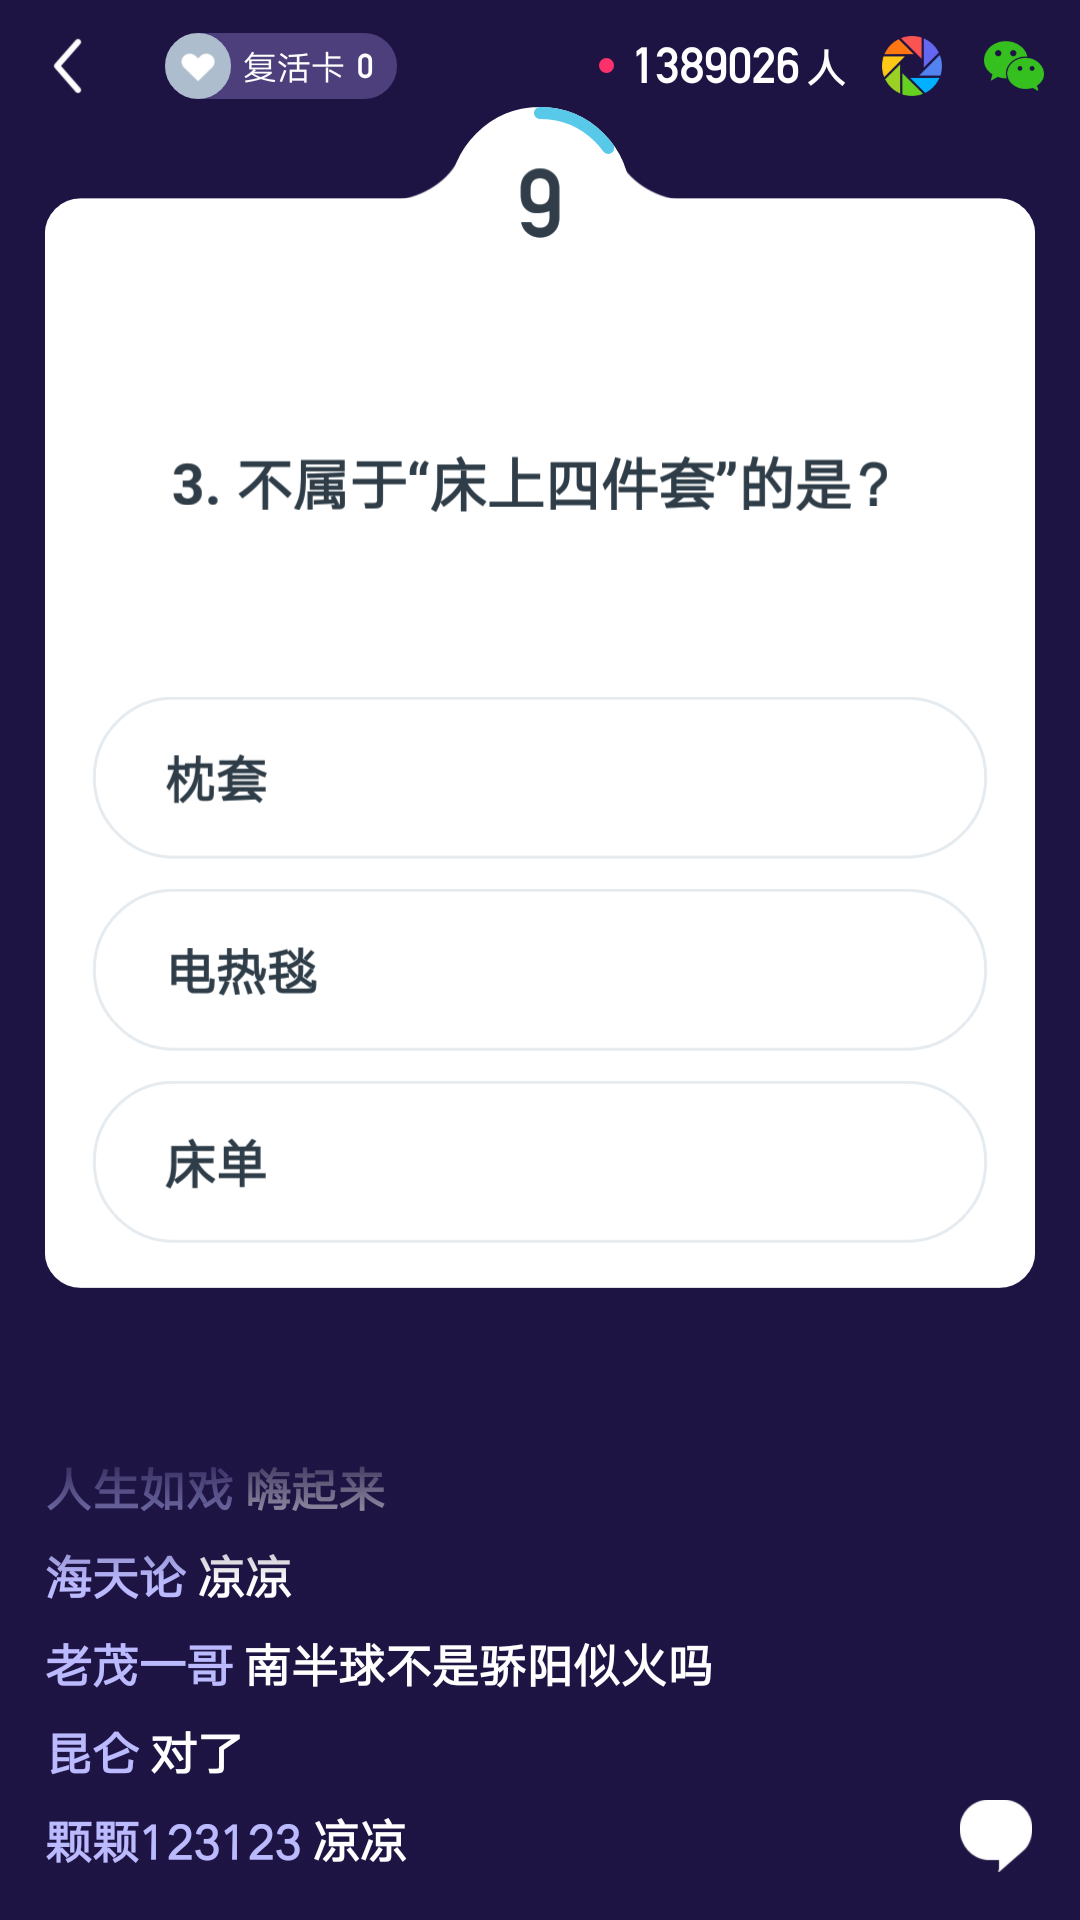 复活卡 0
1389026 人
9
3. 不属于“床上四件套”的是？
枕套
电热毯
床单
人生如戏 嗨起来
海天论 凉凉
老茂一哥 南半球不是骄阳似火吗
昆仑 对了
颗颗123123 凉凉